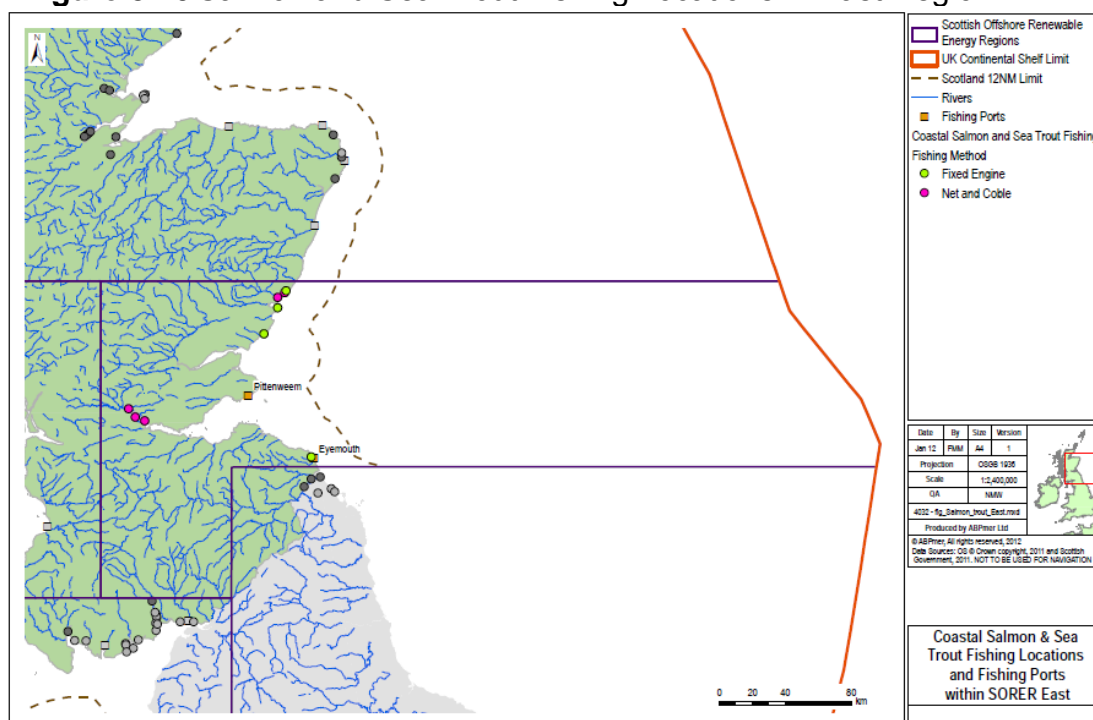 N
Pittenweem
Eyemouth
0 20 40 80
km
Scottish Offshore Renewable
Energy Regions
UK Continental Shelf Limit
Scotland 12NM Limit
Rivers
Fishing Ports
Coastal Salmon and Sea Trout Fishing
Fishing Method
Fixed Engine
Net and Coble
Date By Size Version
Jan 12 FMM A4 1
Projection OSGB 1936
Scale 1:2,400,000
QA NMW
4032 - fig_Salmon_trout_East.mxd
Produced by ABPmer Ltd
© ABPmer, All rights reserved, 2012
Data Sources: OS © Crown copyright, 2011 and Scottish
Government, 2011. NOT TO BE USED FOR NAVIGATION
Coastal Salmon & Sea
Trout Fishing Locations
and Fishing Ports
within SORER East